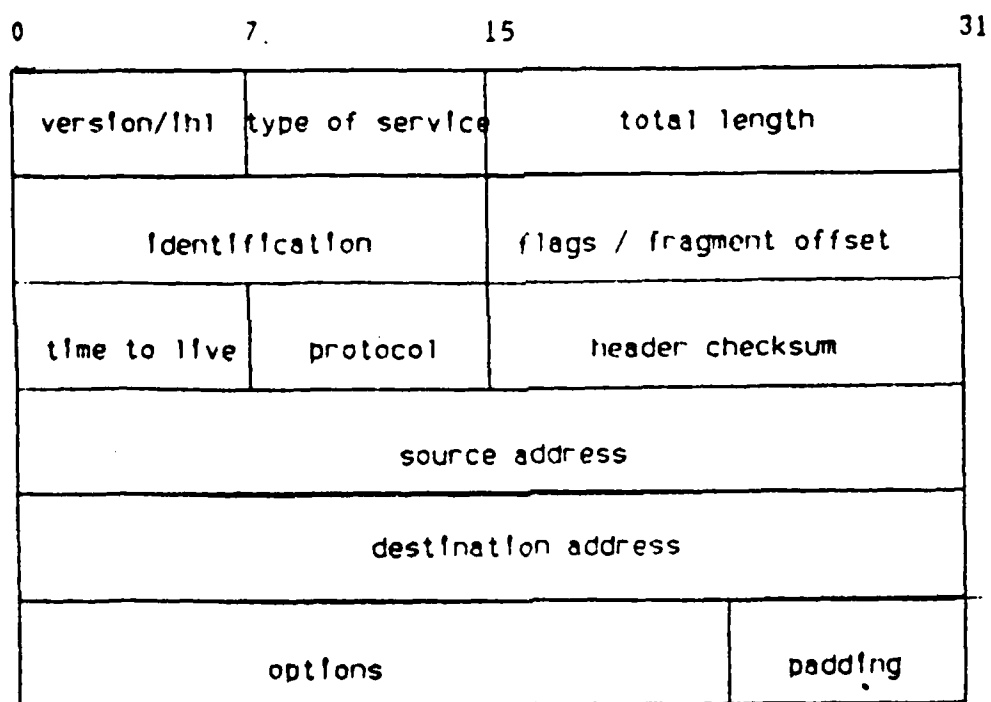 0 7. 15 31
version/ihl type of service total length
identification flags / fragment offset
time to live protocol header checksum
source address
destination address
options padding